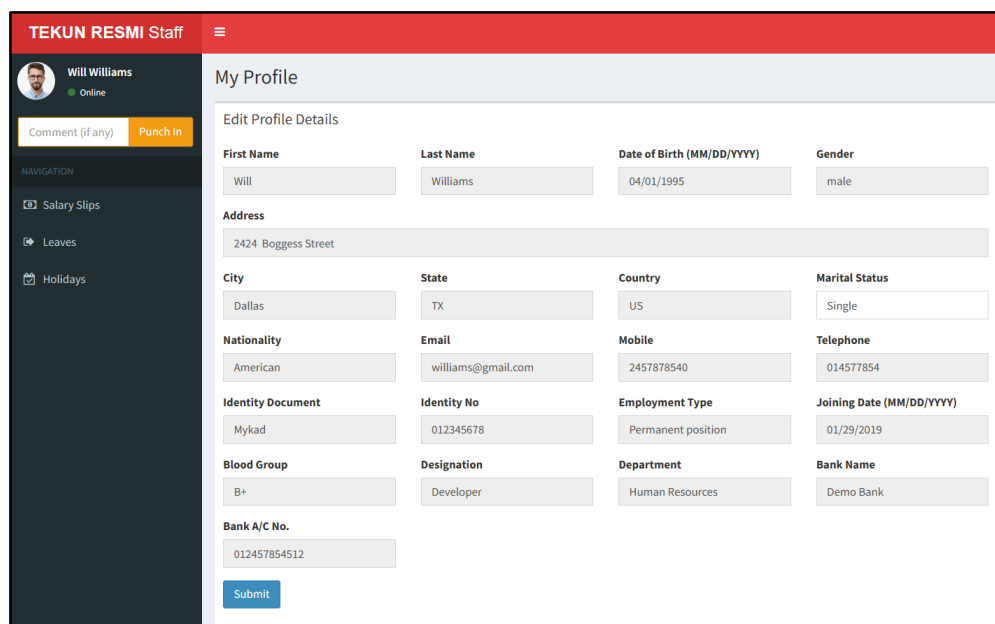 TEKUN RESMI Staff
Will Williams
Online
Comment (if any) Punch In
NAVIGATION
Salary Slips
Leaves
Holidays
My Profile
Edit Profile Details
First Name Last Name Date of Birth (MM/DD/YYYY) Gender
Will Williams 04/01/1995 male
Address
2424 Boggess Street
City State Country Marital Status
Dallas TX US Single
Nationality Email Mobile Telephone
American williams@gmail.com 2457878540 014577854
Identity Document Identity No Employment Type Joining Date (MM/DD/YYYY)
Mykad 012345678 Permanent position 01/29/2019
Blood Group Designation Department Bank Name
B+ Developer Human Resources Demo Bank
Bank A/C No.
012457854512
Submit